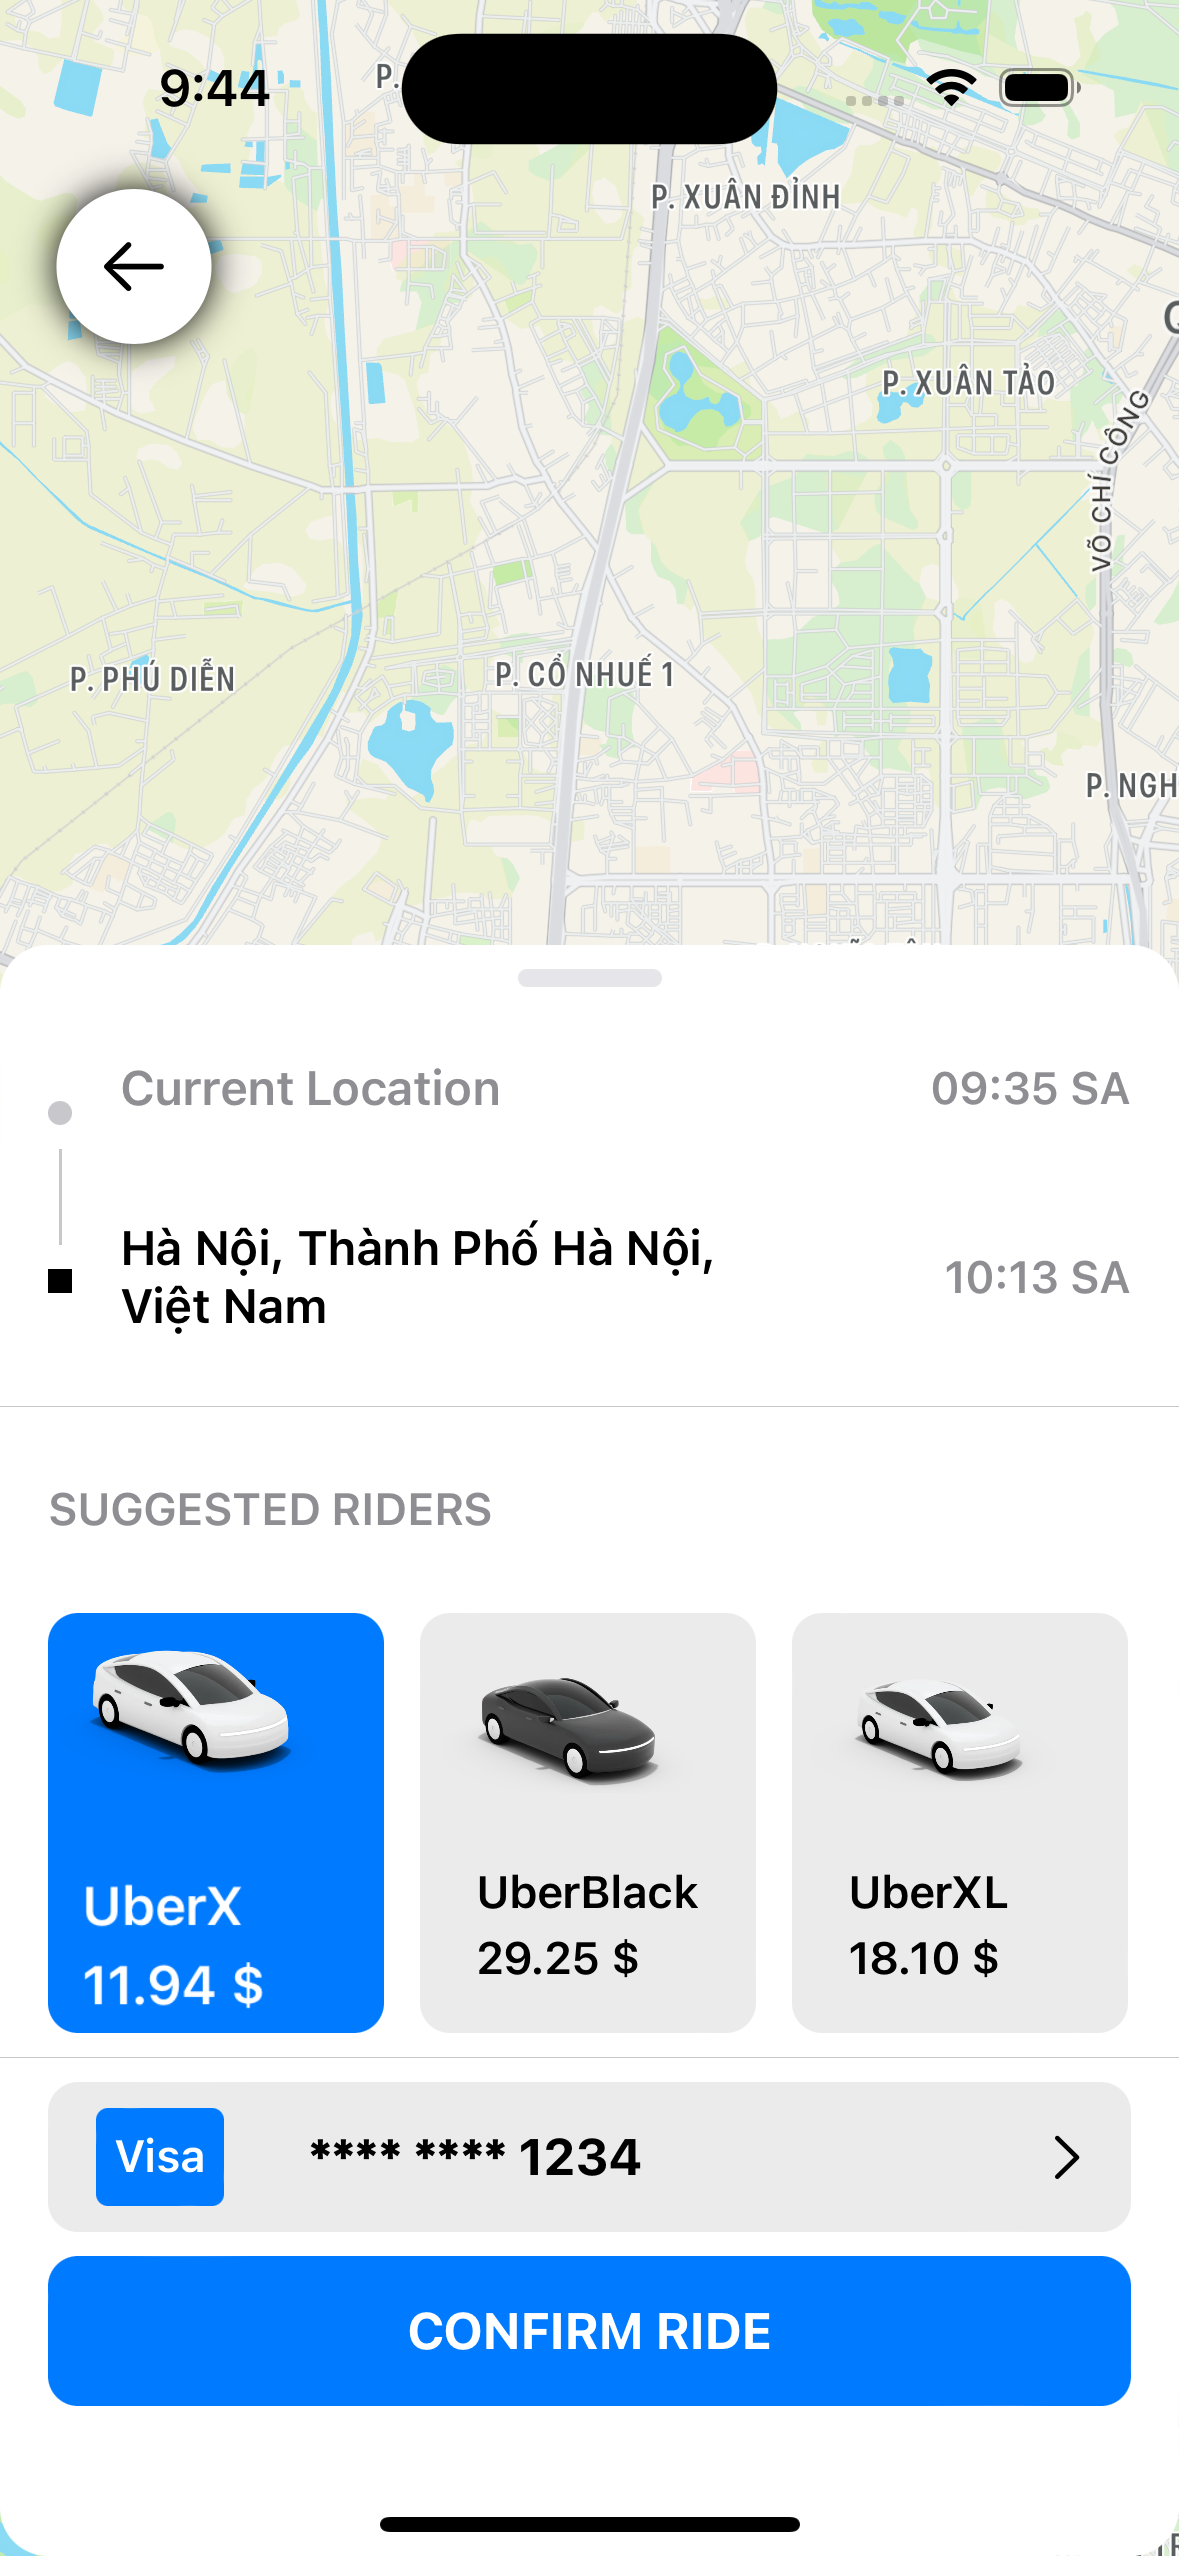 9:44
P.
P. XUÂN ĐỈNH
P. XUÂN TẢO
VÕ CHÍ CÔNG
P. PHÚ DIỄN
P. CỔ NHUẾ 1
P. NGH
Current Location
09:35 SA
Hà Nội, Thành Phố Hà Nội,
Việt Nam
10:13 SA
SUGGESTED RIDERS
UberX
11.94 $
UberBlack
29.25 $
UberXL
18.10 $
Visa
**** **** 1234
CONFIRM RIDE